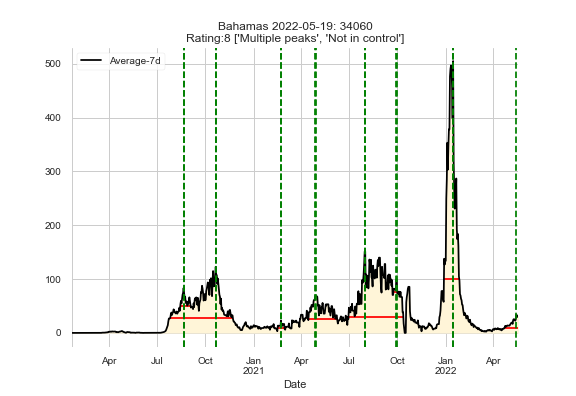 Bahamas 2022-05-19: 34060
Rating:8 ['Multiple peaks', 'Not in control']
Average-7d
500
400
300
200
100
0
Apr
Jul
Oct
Jan
2021
Apr
Jul
Oct
Jan
2022
Apr
Date